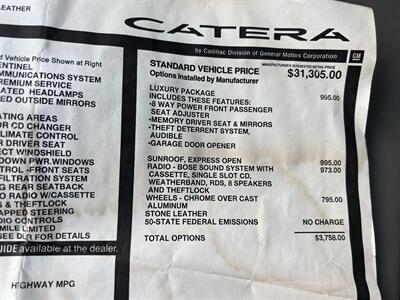 LEATHER
CATERA
by Cadillac Division of General Motors Corporation GM
d Vehicle Price Shown at Right
ENTINEL
MMUNICATIONS SYSTEM
PREMIUM SERVICE
ATED HEADLAMPS
ED OUTSIDE MIRRORS
ATING AREAS
OR CD CHANGER
CLIMATE CONTROL
R DRIVER SEAT
ECT WINDSHIELD
DOWN PWR.WINDOWS
TROL -FRONT SEATS
FILTRATION SYSTEM
G REAR SEATBACK
O RADIO W/CASSETTE
& THEFTLOCK
APPED STEERING
DIO CONTROLS
MILE LIMITED
SEE DLR FOR DETAILS
GUIDE available at the dealer.
HIGHWAY MPG
MANUFACTURER'S SUGGESTED RETAIL PRICE
STANDARD VEHICLE PRICE $31,305.00
Options Installed by Manufacturer
LUXURY PACKAGE 995.00
INCLUDES THESE FEATURES:
•8 WAY POWER FRONT PASSENGER
SEAT ADJUSTER
•MEMORY DRIVER SEAT & MIRRORS
•THEFT DETERRENT SYSTEM,
AUDIBLE
•GARAGE DOOR OPENER
SUNROOF, EXPRESS OPEN 995.00
RADIO - BOSE SOUND SYSTEM WITH 973.00
CASSETTE, SINGLE SLOT CD,
WEATHERBAND, RDS, 8 SPEAKERS
AND THEFTLOCK
WHEELS - CHROME OVER CAST 795.00
ALUMINUM
STONE LEATHER
50-STATE FEDERAL EMISSIONS NO CHARGE
TOTAL OPTIONS $3,758.00